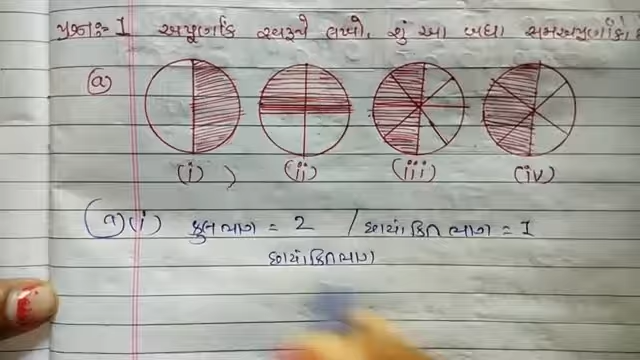 પ્રશ્ન:- 1 અપૂર્ણાંક સ્વરૂપે લખો. શું આ બધા સમઅપૂર્ણાંકો
(a)
(i) (ii) (iii) (iv)
(a) (i) કુલ ભાગ = 2 / છાયાંકિત ભાગ = 1
છાયાંકિત ભાગ